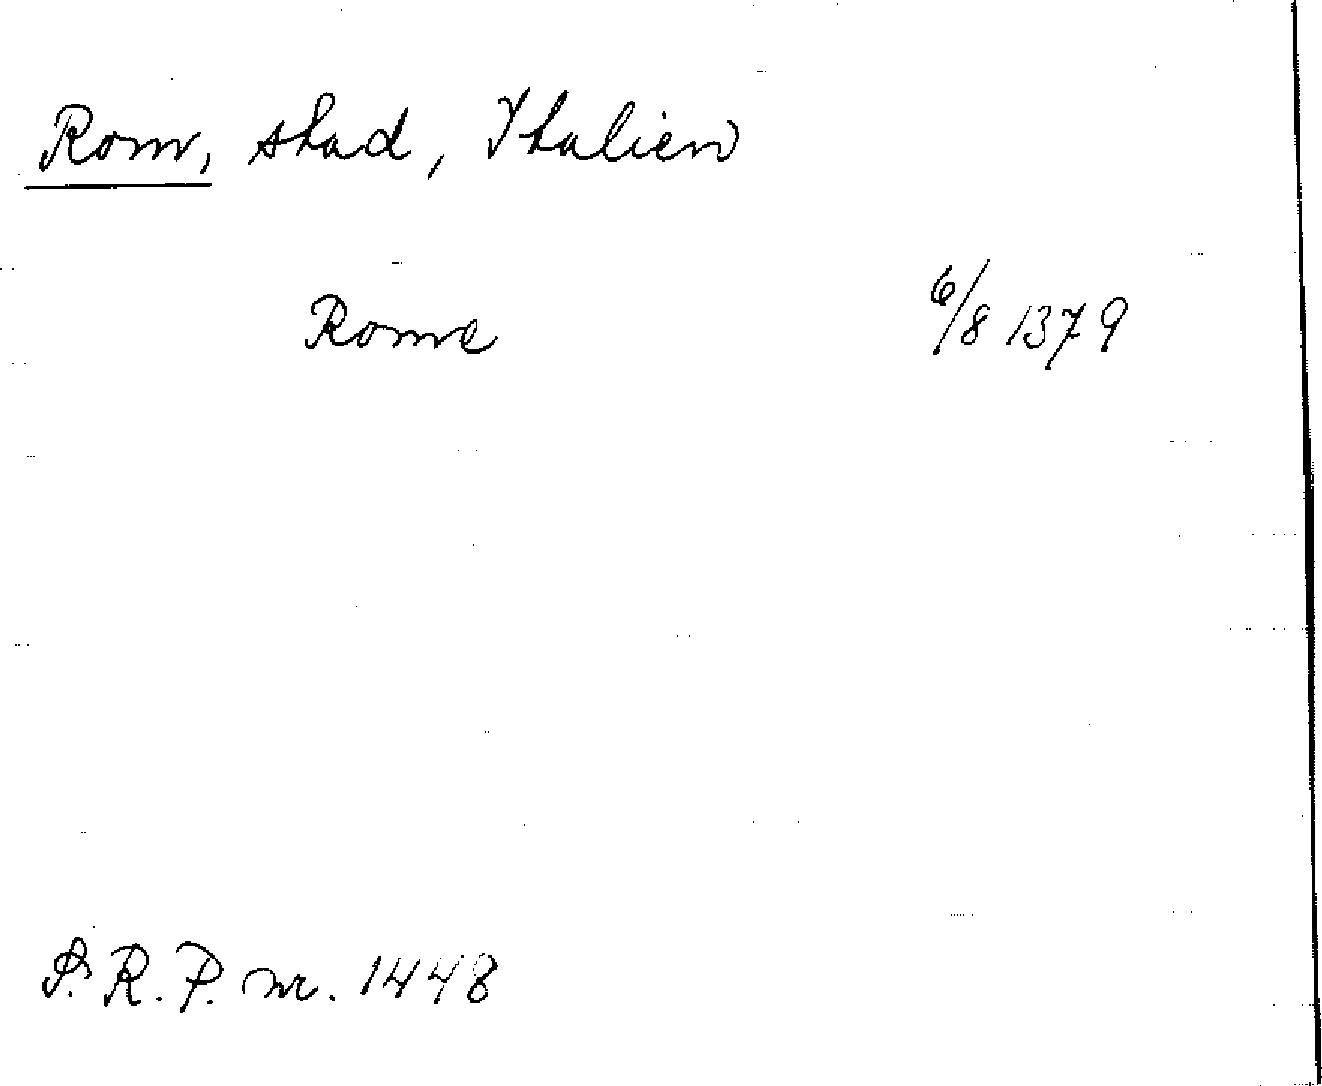 Rom, stad, Italien
Rome 6/8 1379
S.R.P. nr. 1448